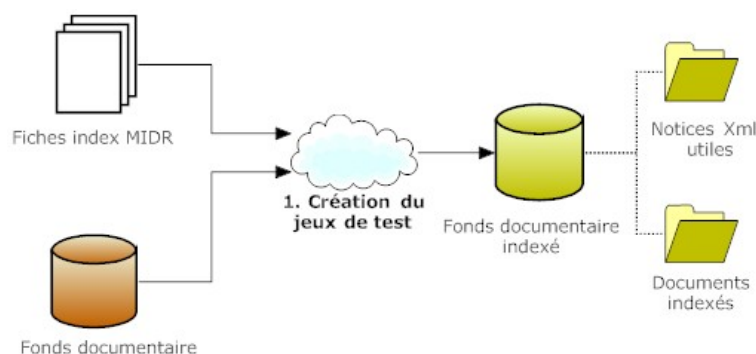 Fiches index MIDR
1. Création du
jeux de test
Fonds documentaire
Fonds documentaire
indexé
Notices Xml
utiles
Documents
indexés